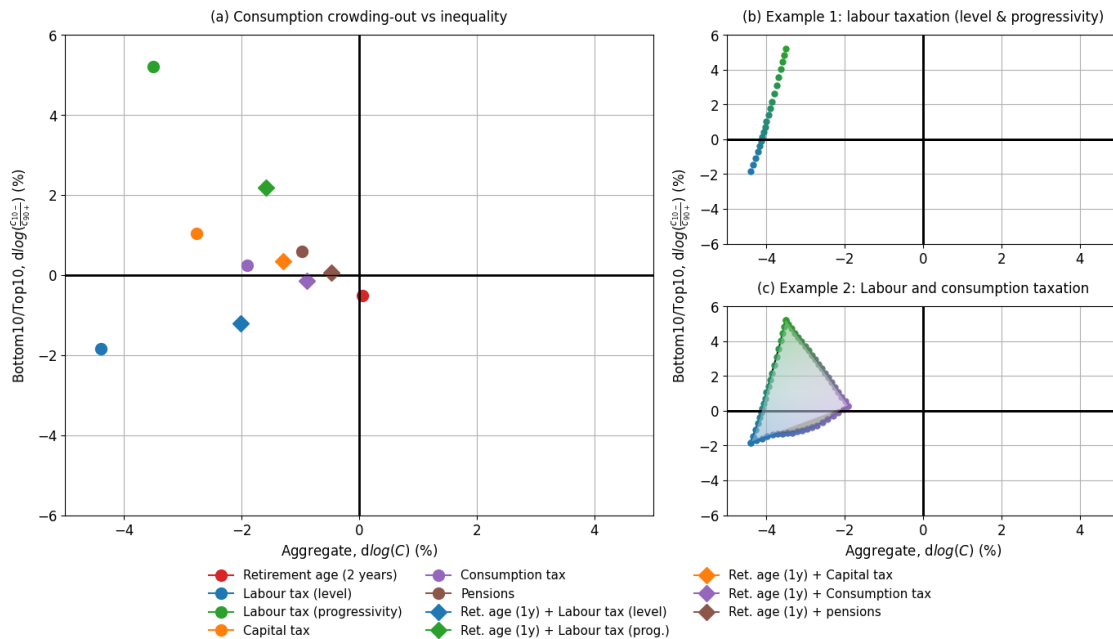 (a) Consumption crowding-out vs inequality
6
4
2
0
−2
−4
−6
−4
−2
0
2
4
Bottom10/Top10, dlog(c10−/c90+) (%)
Aggregate, dlog(C) (%)
(b) Example 1: labour taxation (level & progressivity)
6
4
2
0
−2
−4
−6
−4
−2
0
2
4
(c) Example 2: Labour and consumption taxation
6
4
2
0
−2
−4
−6
−4
−2
0
2
4
Bottom10/Top10, dlog(c10−/c90+) (%)
Aggregate, dlog(C) (%)
Retirement age (2 years)
Labour tax (level)
Labour tax (progressivity)
Capital tax
Consumption tax
Pensions
Ret. age (1y) + Labour tax (level)
Ret. age (1y) + Labour tax (prog.)
Ret. age (1y) + Capital tax
Ret. age (1y) + Consumption tax
Ret. age (1y) + pensions